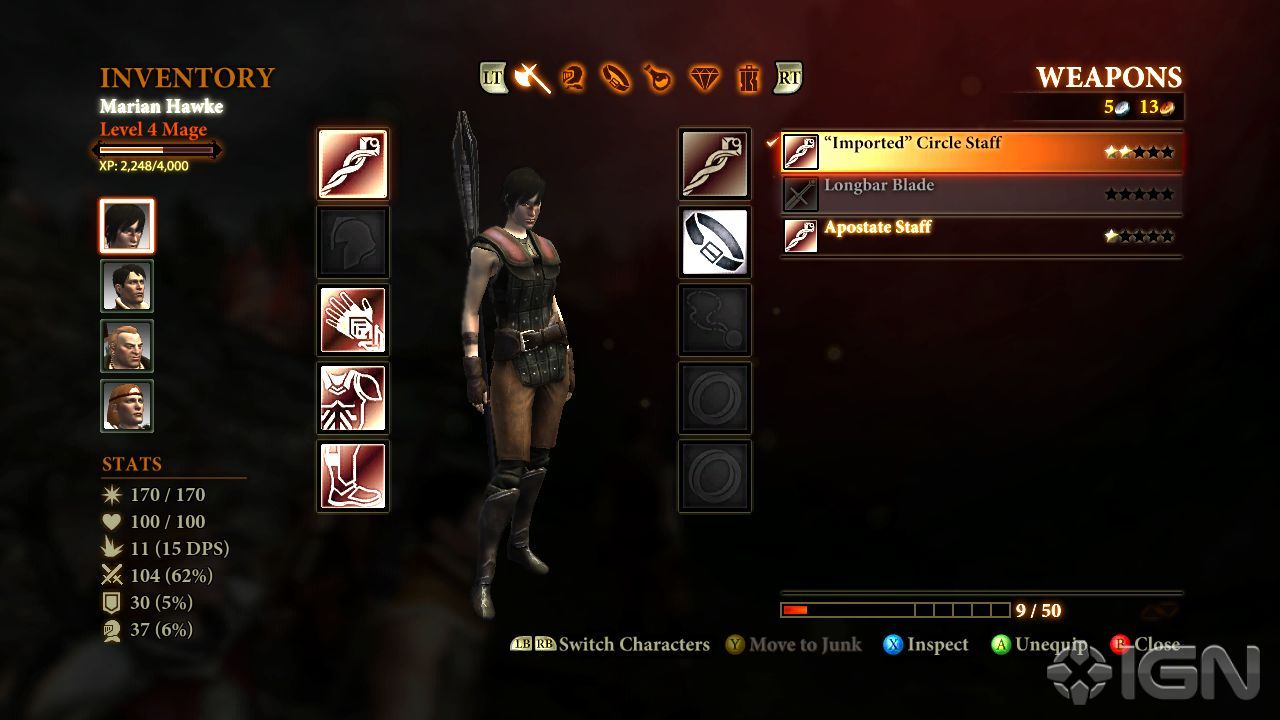 INVENTORY
Marian Hawke
Level 4 Mage
XP: 2,248/4,000
LT
RT
WEAPONS
5 13
"Imported" Circle Staff
Longbar Blade
Apostate Staff
STATS
170 / 170
100 / 100
11 (15 DPS)
104 (62%)
30 (5%)
37 (6%)
9 / 50
LB RB Switch Characters Y Move to Junk X Inspect A Unequip B Close
IGN